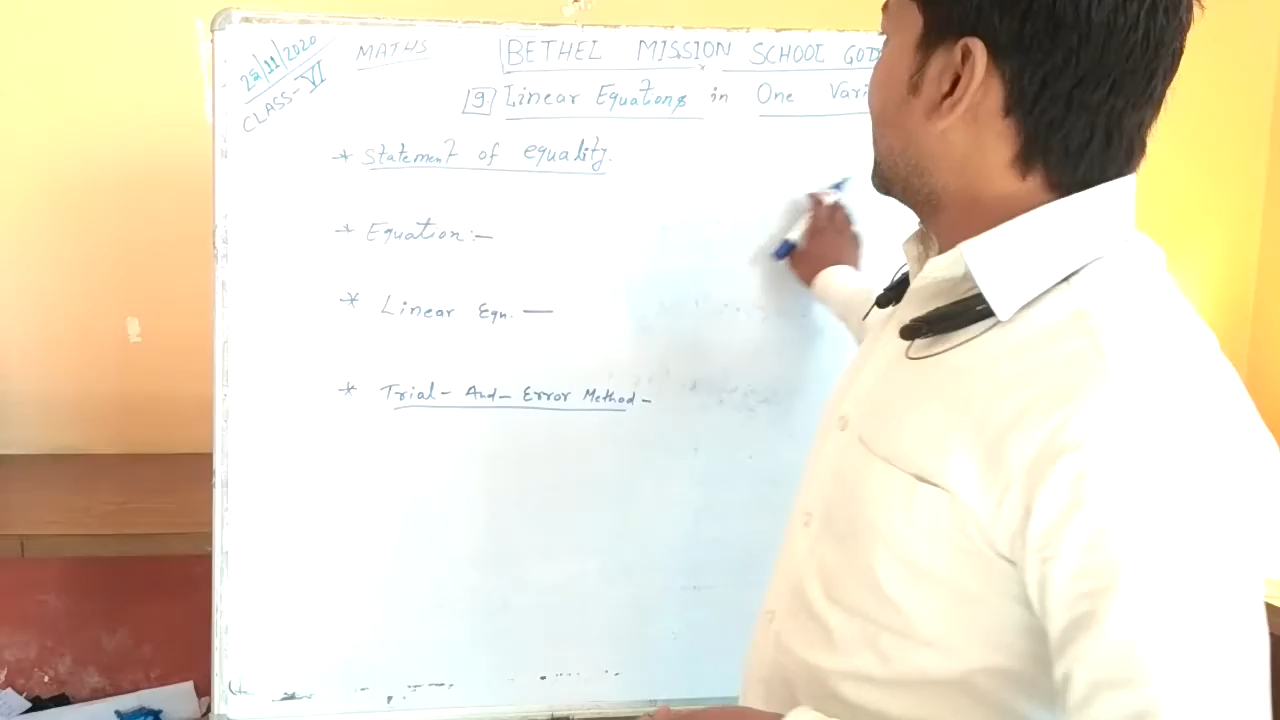 22/11/2020
CLASS- VI
MATHS
BETHEL MISSION SCHOOL GOD
9. Linear Equations in One Vari
* Statement of equality.
* Equation:-
* Linear Eqn. —
* Trial- And- Error Method-